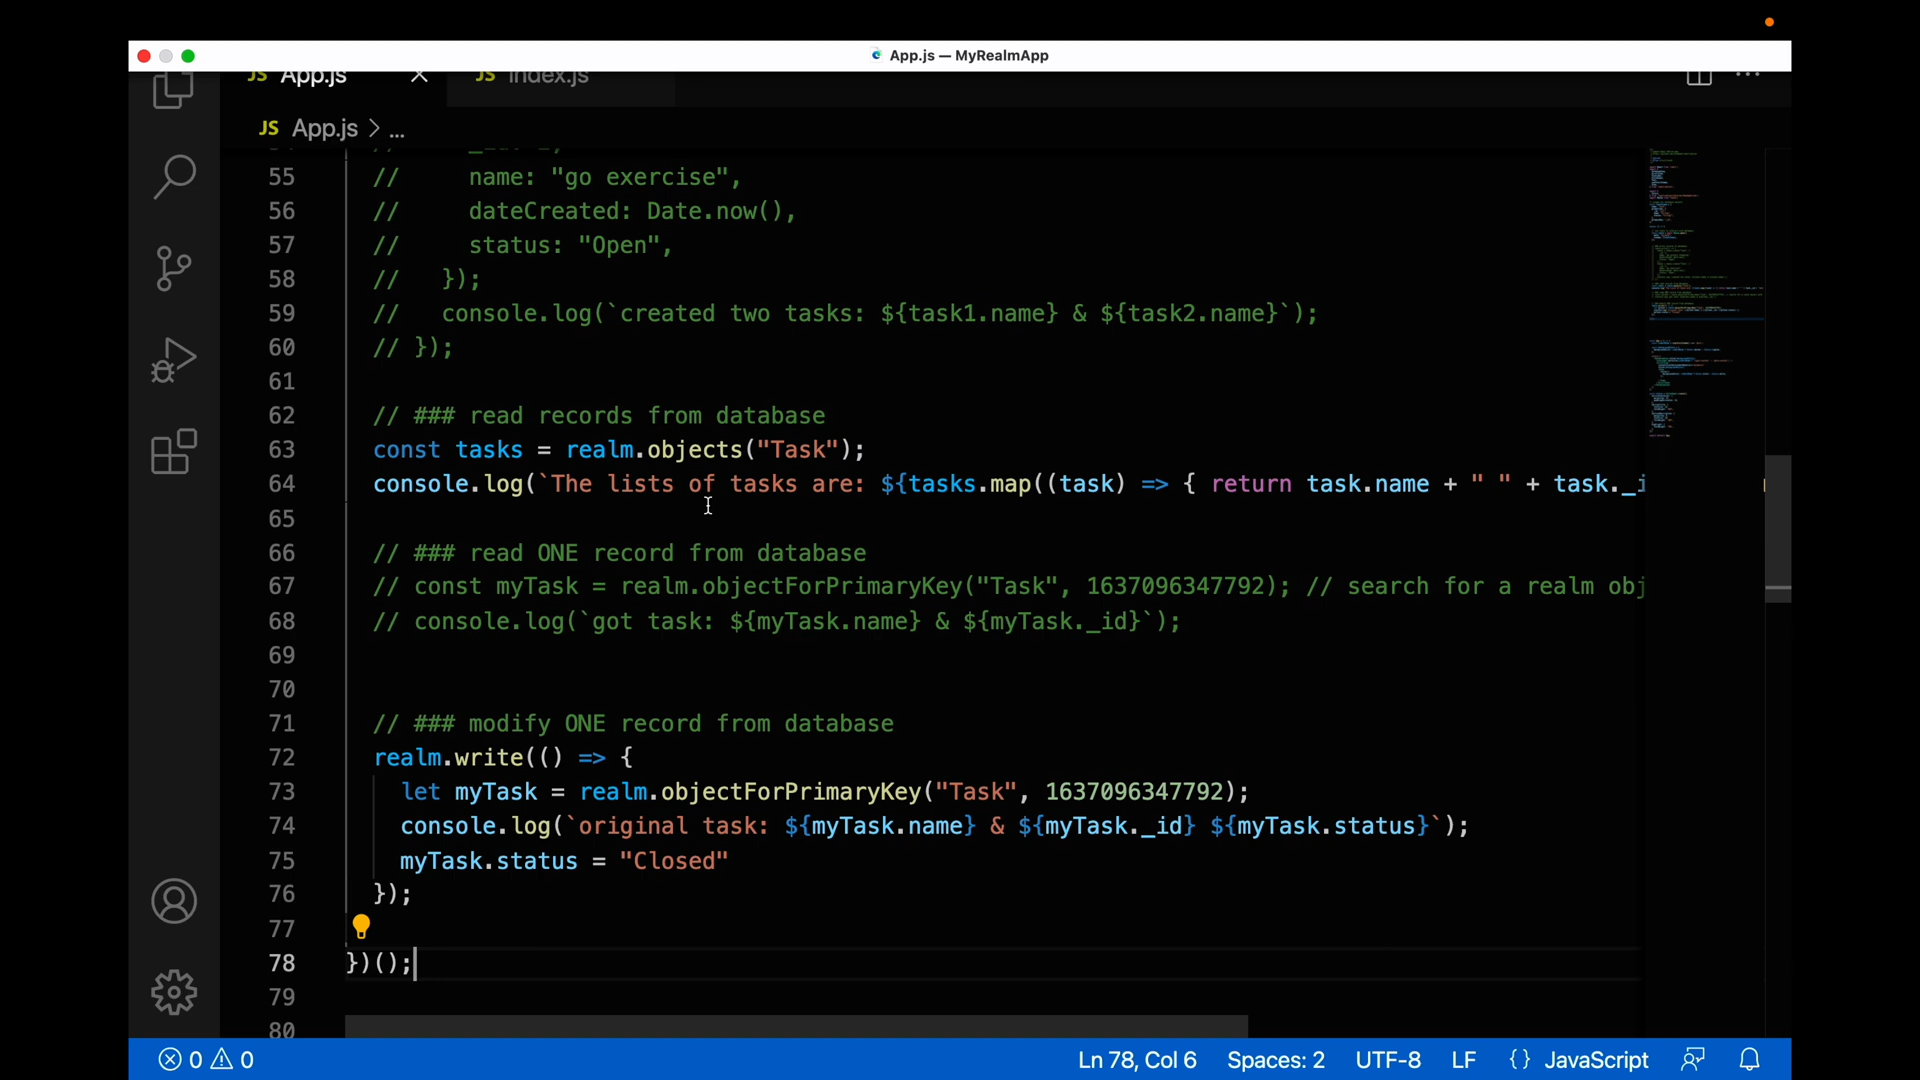 App.js — MyRealmApp
JS App.js
JS index.js
JS App.js > ...
55 // name: "go exercise",
56 // dateCreated: Date.now(),
57 // status: "Open",
58 // });
59 // console.log(`created two tasks: ${task1.name} & ${task2.name}`);
60 // });
61
62 // ### read records from database
63 const tasks = realm.objects("Task");
64 console.log(`The lists of tasks are: ${tasks.map((task) => { return task.name + " " + task._i
65
66 // ### read ONE record from database
67 // const myTask = realm.objectForPrimaryKey("Task", 1637096347792); // search for a realm obj
68 // console.log(`got task: ${myTask.name} & ${myTask._id}`);
69
70
71 // ### modify ONE record from database
72 realm.write(() => {
73 let myTask = realm.objectForPrimaryKey("Task", 1637096347792);
74 console.log(`original task: ${myTask.name} & ${myTask._id} ${myTask.status}`);
75 myTask.status = "Closed"
76 });
77
78 })();
79
80
0 0 Ln 78, Col 6 Spaces: 2 UTF-8 LF {} JavaScript